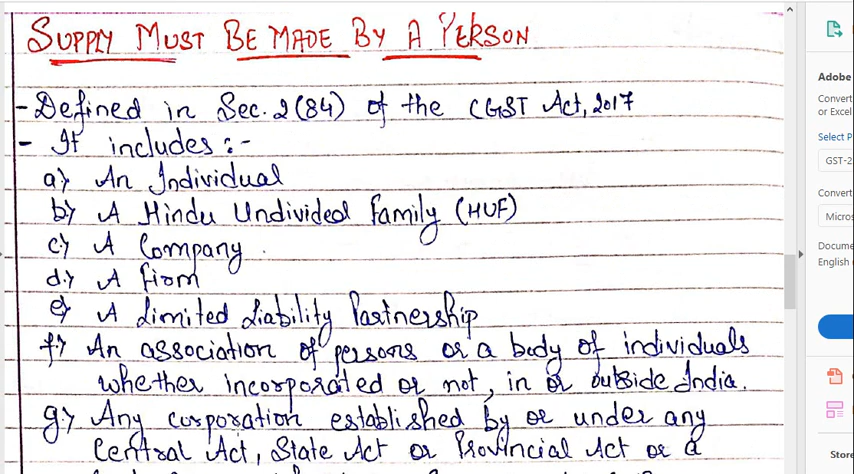 SUPPLY MUST BE MADE BY A PERSON
- Defined in Sec. 2(84) of the CGST Act, 2017
- It includes :-
a) An Individual
b) A Hindu Undivided Family (HUF)
c) A Company
d) A firm
e) A Limited Liability Partnership
f) An association of persons or a body of individuals
whether incorporated or not, in or outside India.
g) Any corporation established by or under any
Central Act, State Act or Provincial Act or a
Adobe
Convert
or Excel
Select P
GST-2
Convert
Micros
Docume
English
Store